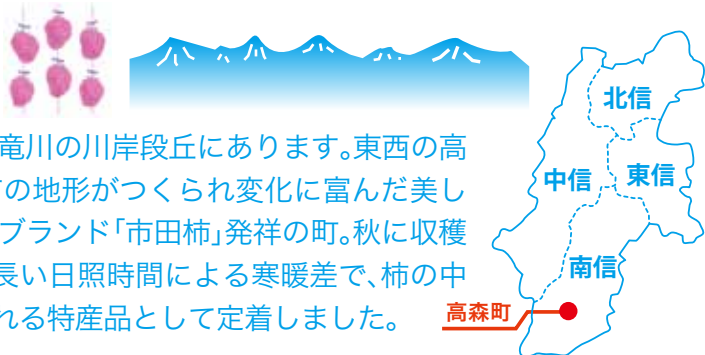 竜川の川岸段丘にあります。東西の高
の地形がつくられ変化に富んだ美し
ブランド「市田柿」発祥の町。秋に収穫
長い日照時間による寒暖差で、柿の中
れる特産品として定着しました。
北信
中信
東信
南信
高森町